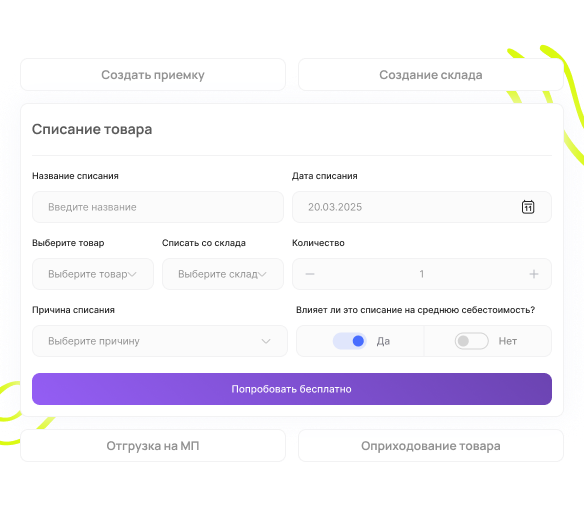 Создать приемку
Создание склада
Списание товара
Название списания
Дата списания
Введите название
20.03.2025
11
Выберите товар
Списать со склада
Количество
Выберите товар
Выберите склад
1
Причина списания
Влияет ли это списание на среднюю себестоимость?
Выберите причину
Да
Нет
Попробовать бесплатно
Отгрузка на МП
Оприходование товара